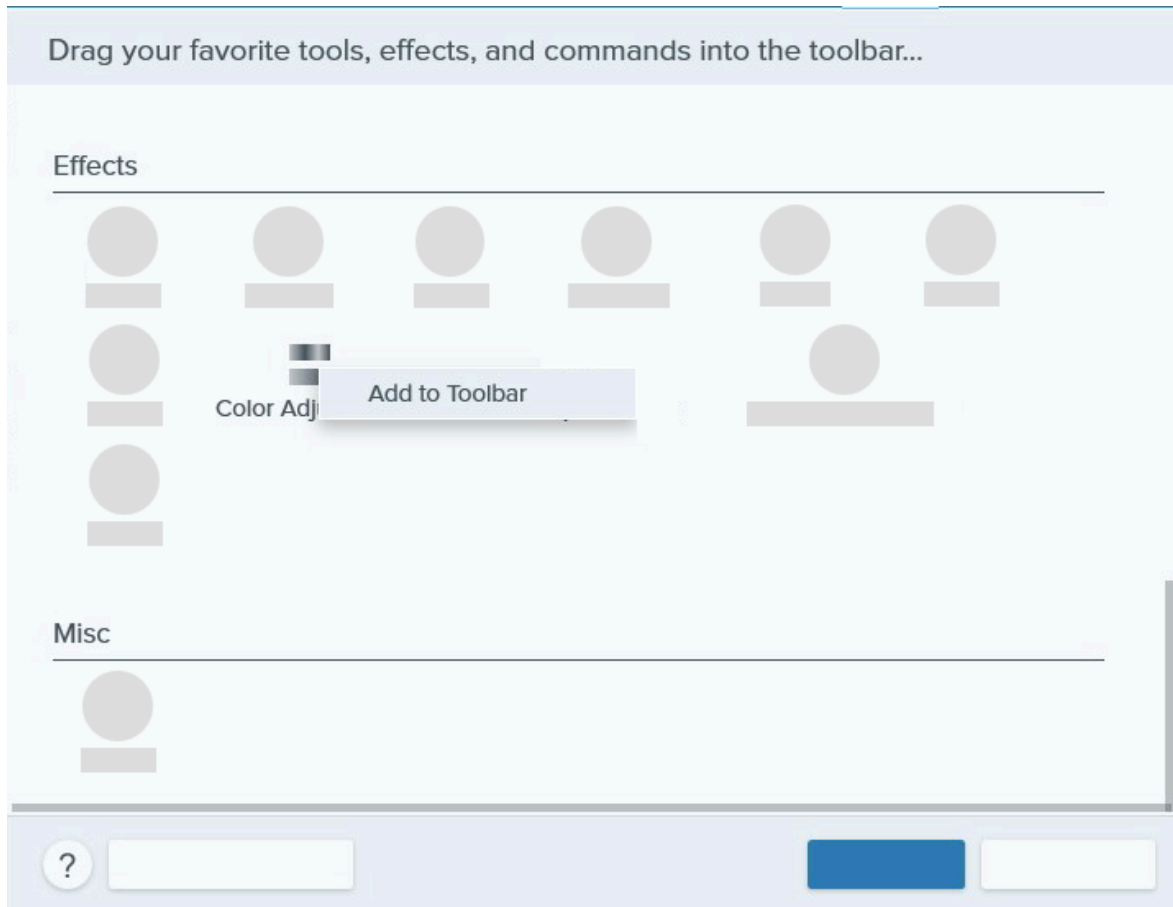 Drag your favorite tools, effects, and commands into the toolbar...
Effects
Add to Toolbar
Color Adj
Misc
?